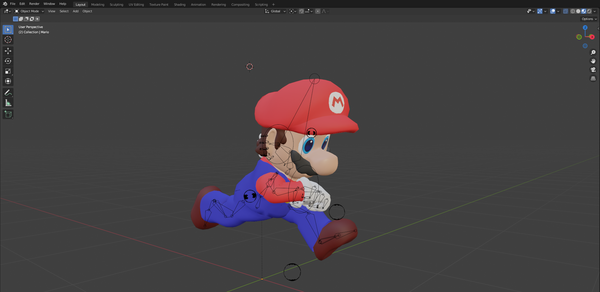 File Edit Render Window Help Layout Modeling Sculpting UV Editing Texture Paint Shading Animation Rendering Compositing Scripting
Object Mode View Select Add Object Global
Options
User Perspective
(1) Collection | Mario
M